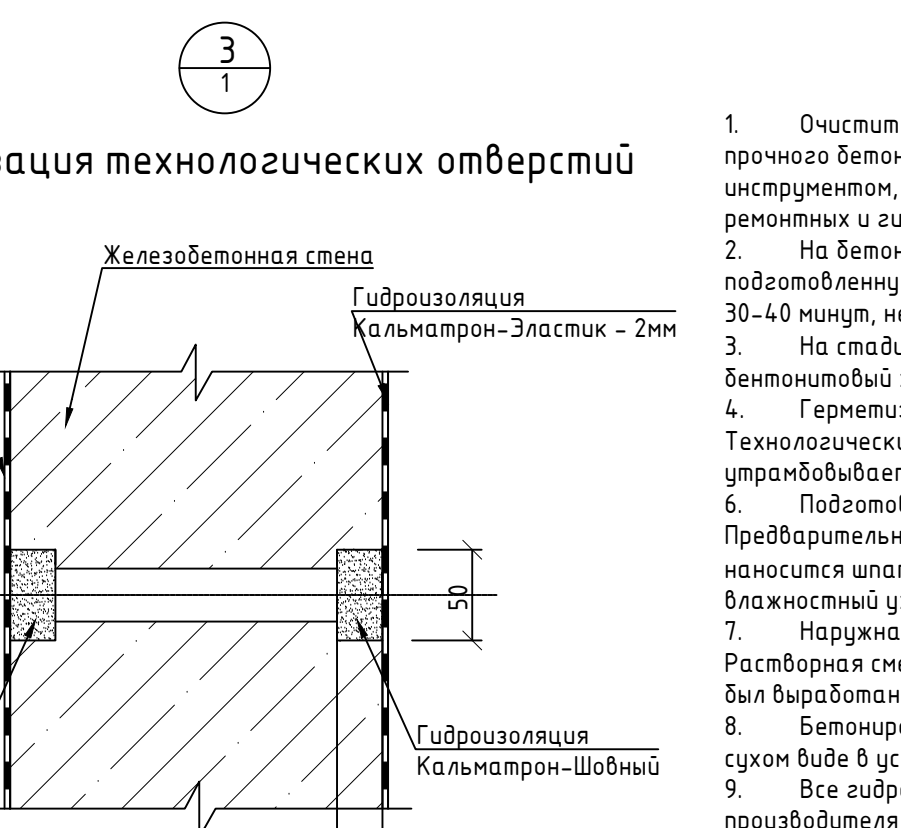 3
1
зация технологических отверстий
Железобетонная стена
Гидроизоляция
Кальматрон-Эластик - 2мм
50
Гидроизоляция
Кальматрон-Шовный
1. Очистит
прочного бетон
инструментом,
ремонтных и ги
2. На бетон
подготовленну
30-40 минут, не
3. На стади
бентонитовый
4. Гермети
Технологически
утрамбовывает
6. Подготов
Предварительн
наносится шпа
влажностный у
7. Наружна
Растворная сме
был выработан
8. Бетониро
сухом виде в ус
9. Все гидро
производителя